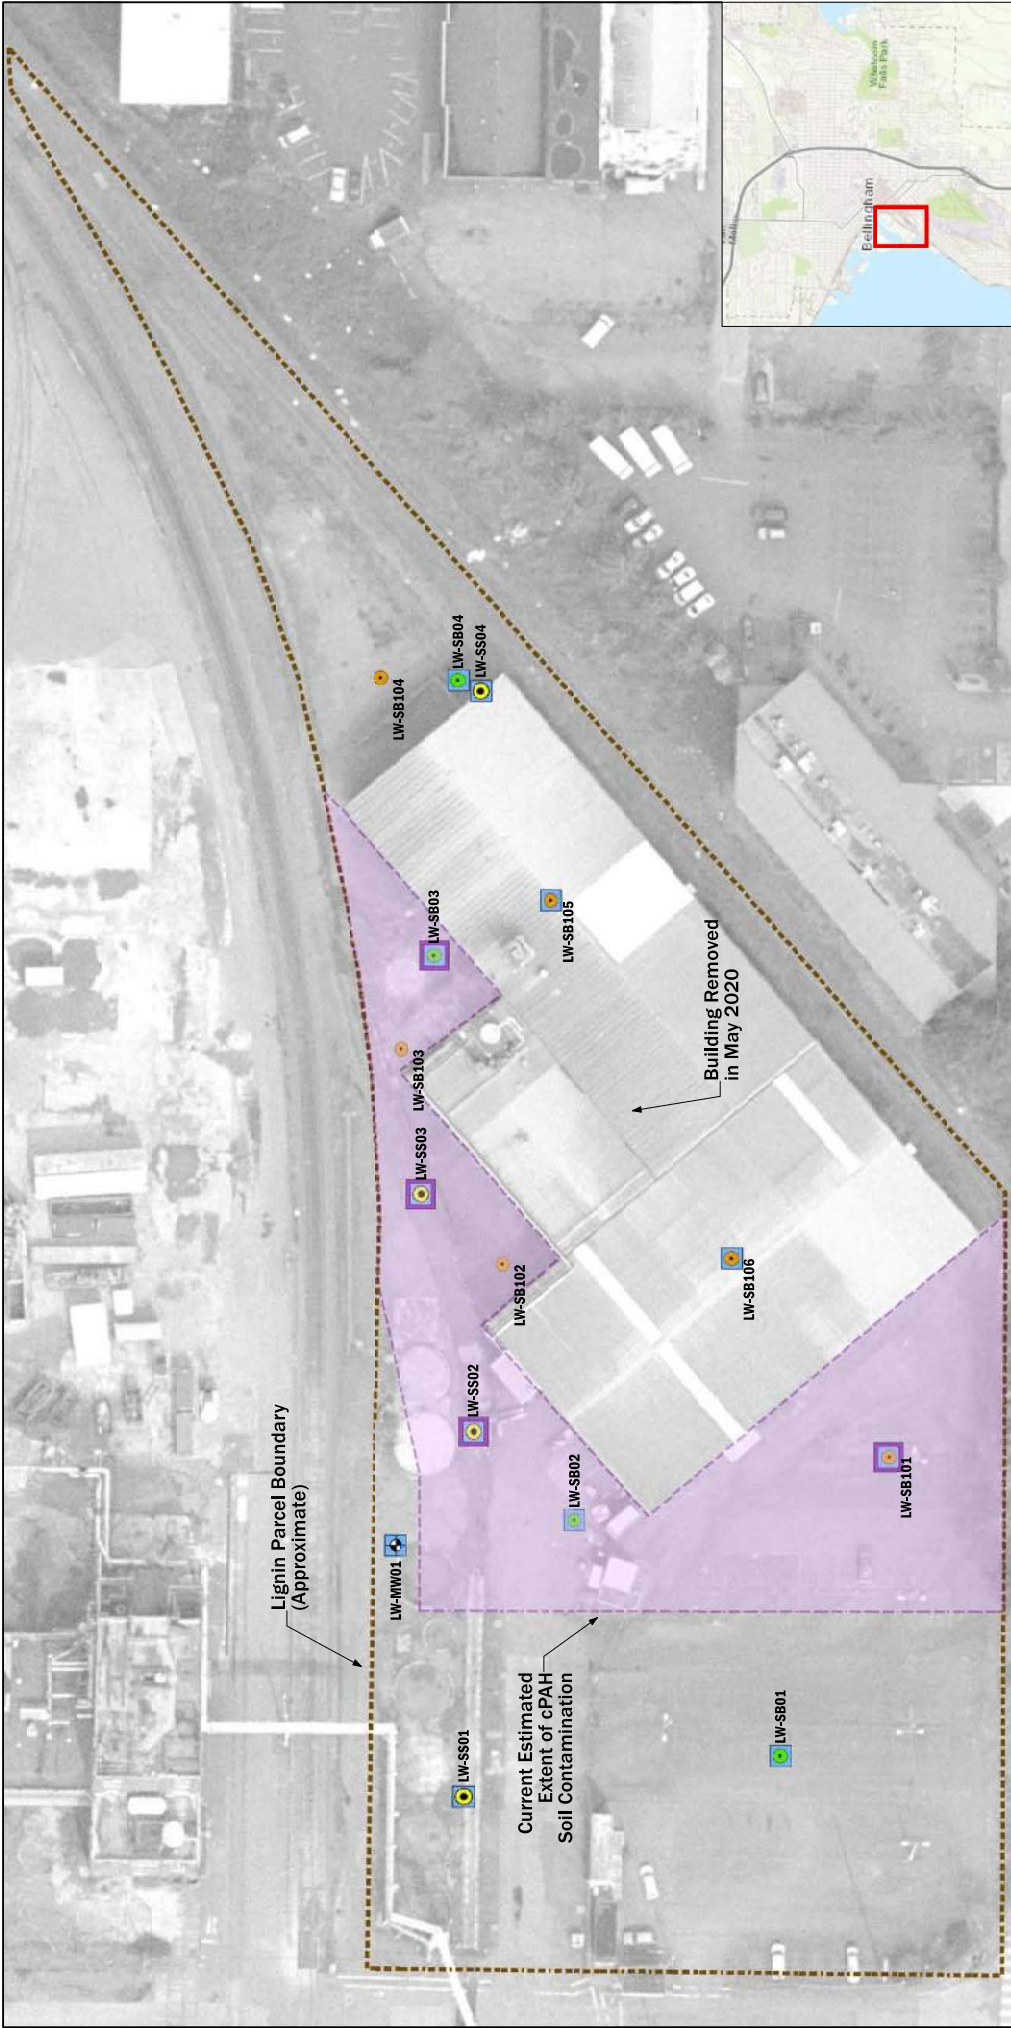 Lignin Parcel Boundary
(Approximate)
LW-MW01
LW-SS01
Current Estimated
Extent of cPAH
Soil Contamination
LW-SB01
LW-SB02
LW-SS02
LW-SB101
LW-SB102
LW-SS03
LW-SB103
LW-SB03
LW-SB106
Building Removed
in May 2020
LW-SB105
LW-SB104
LW-SB04
LW-SS04
Bellingham
Whatcom
Falls Park